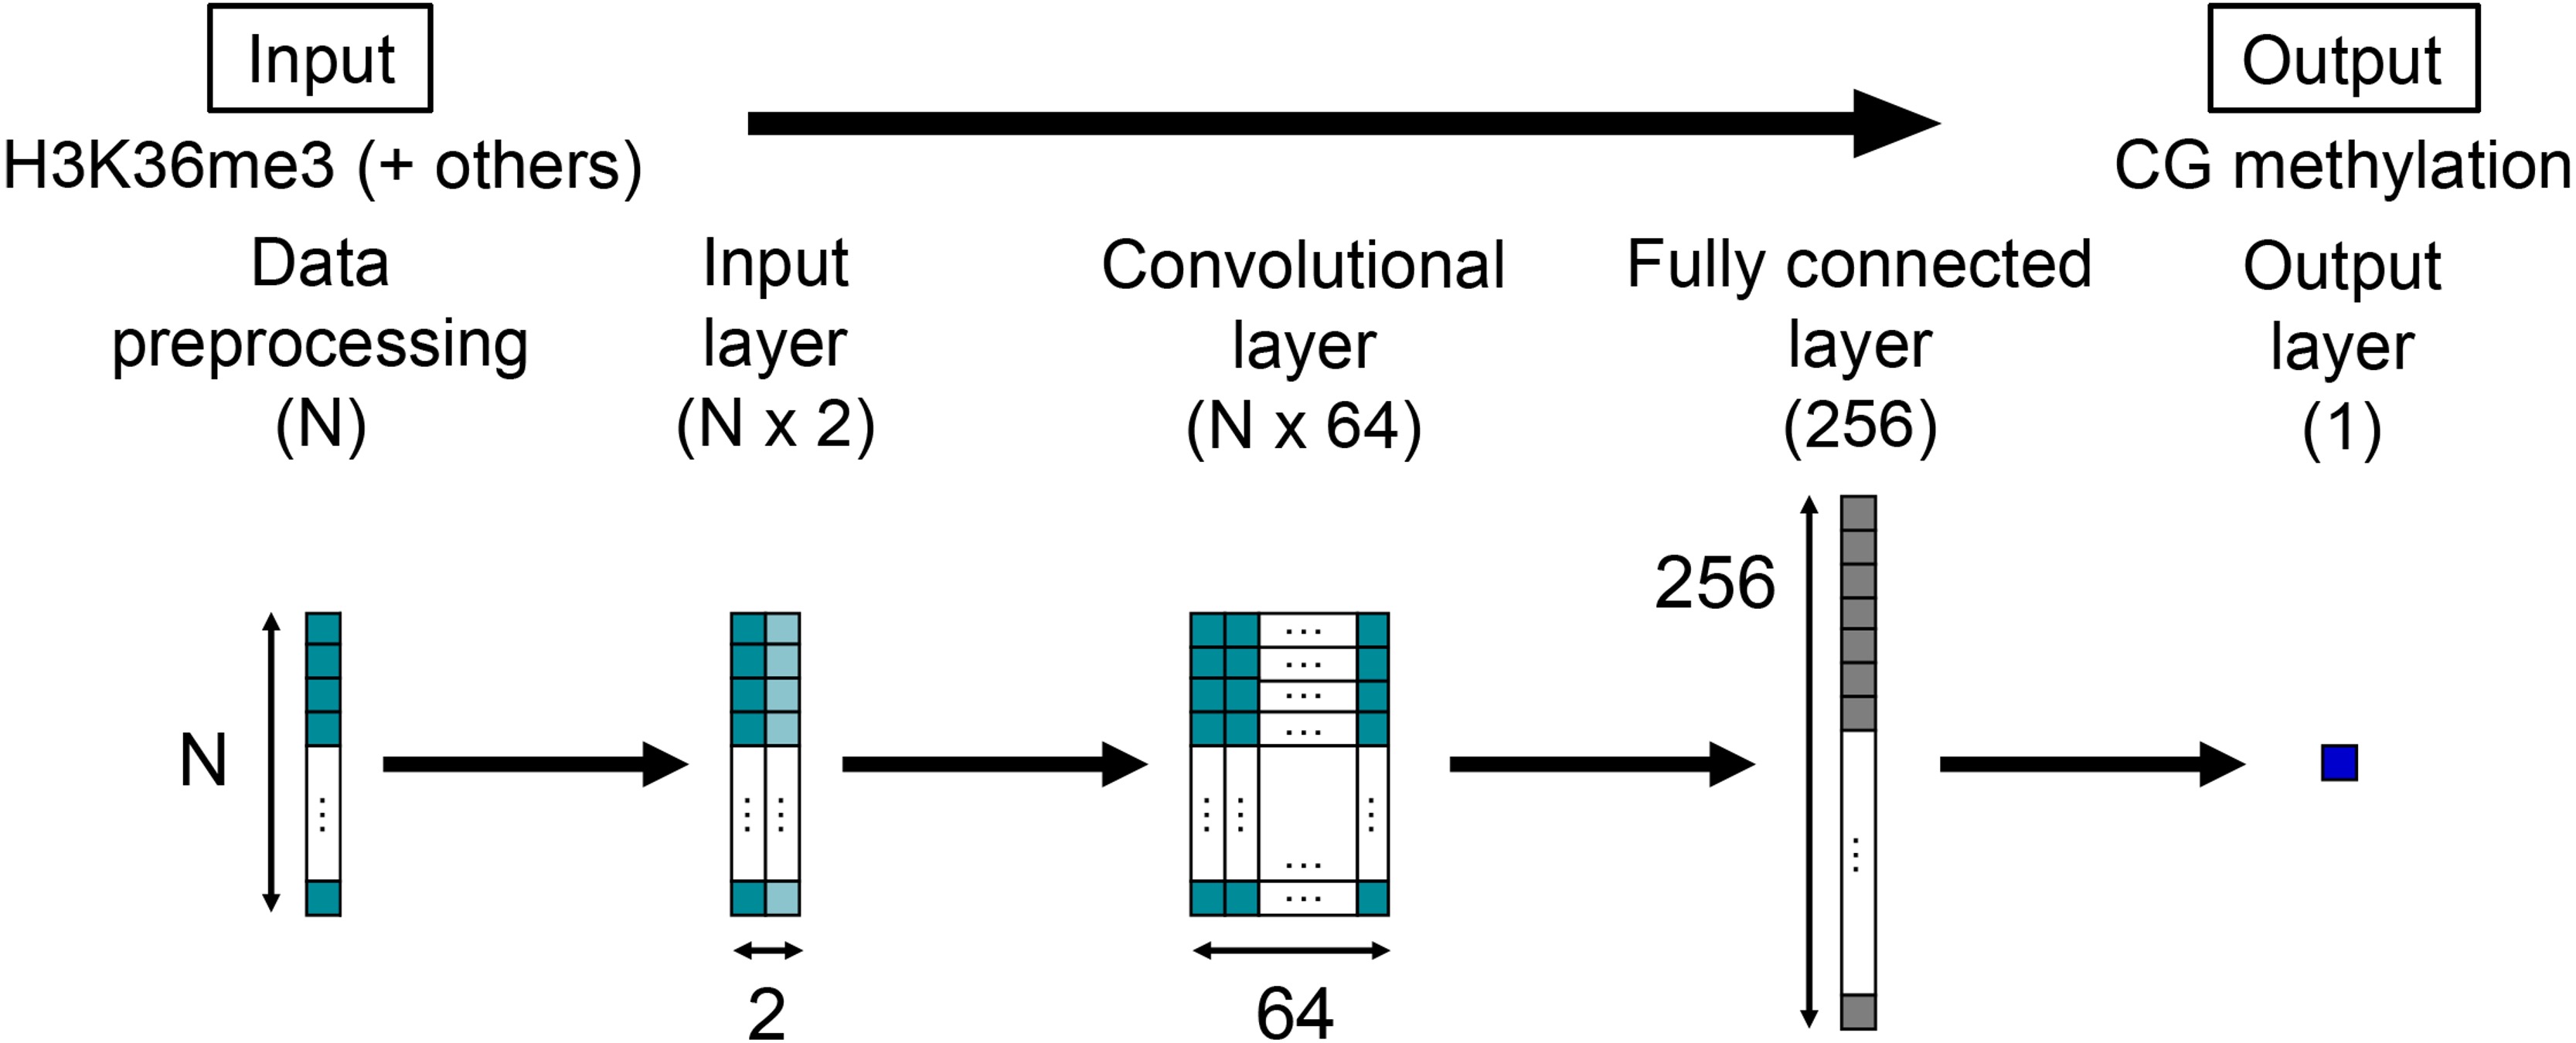 Input
Output
H3K36me3 (+ others)
CG methylation
Data
preprocessing
(N)
Input
layer
(N x 2)
Convolutional
layer
(N x 64)
Fully connected
layer
(256)
Output
layer
(1)
N
...
... ...
2
...
...
...
...
... ... ...
...
...
64
256
...